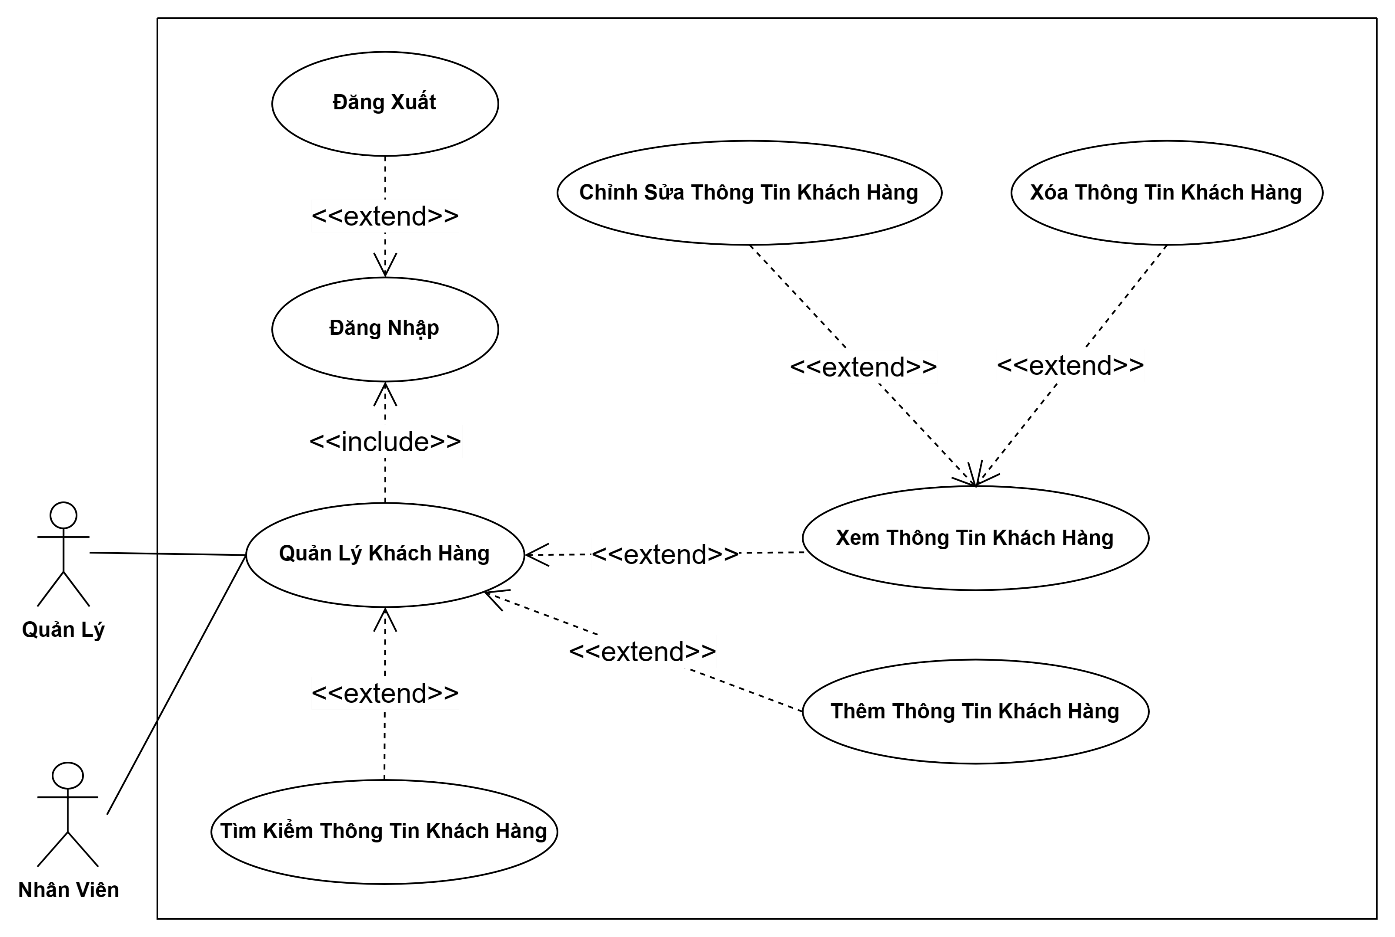 Đăng Xuất
<<extend>>
Chỉnh Sửa Thông Tin Khách Hàng
Xóa Thông Tin Khách Hàng
Đăng Nhập
<<extend>>
<<extend>>
<<include>>
Quản Lý Khách Hàng
<<extend>>
Xem Thông Tin Khách Hàng
Quản Lý
<<extend>>
<<extend>>
Thêm Thông Tin Khách Hàng
Tìm Kiểm Thông Tin Khách Hàng
Nhân Viên